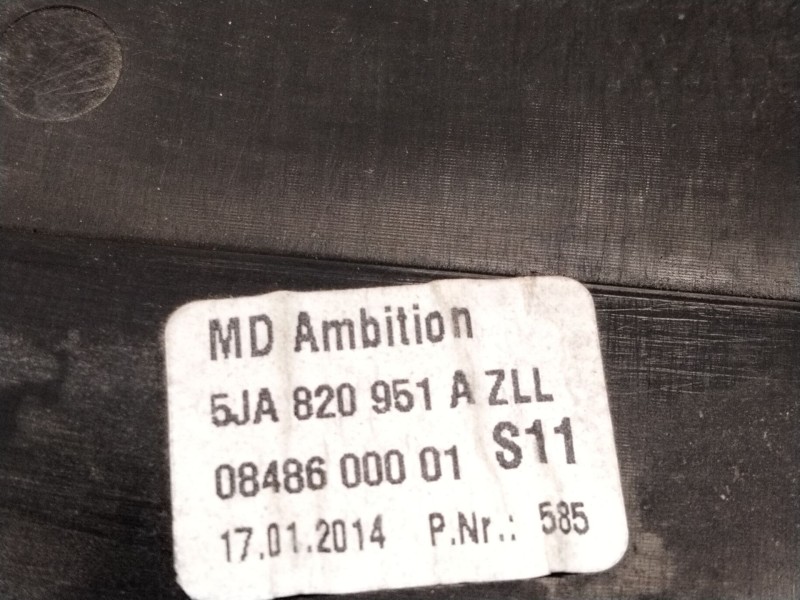 MD Ambition
5JA 820 951 A ZLL
08486 000 01 S11
17.01.2014 P.Nr.: 585